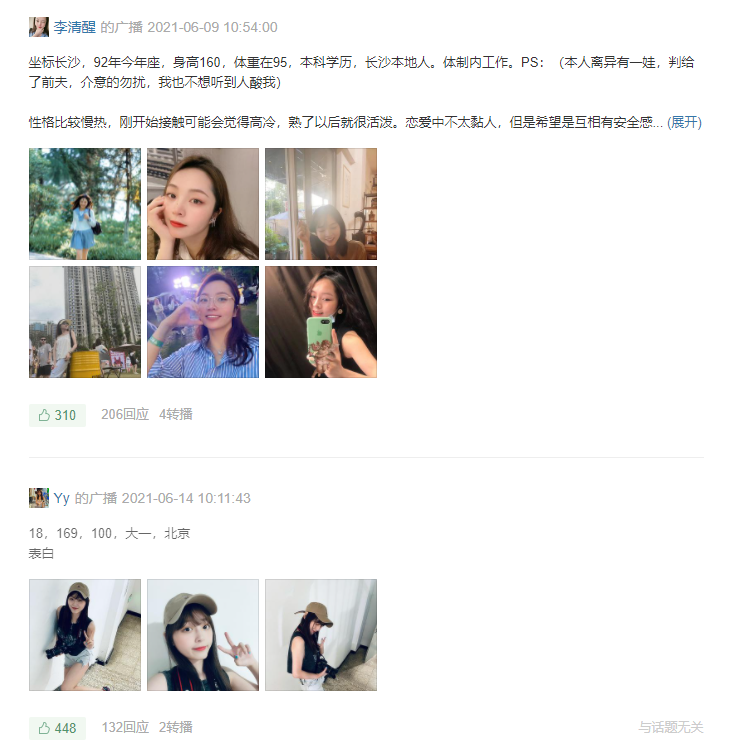 李清醒 的广播 2021-06-09 10:54:00
坐标长沙，92年今年座，身高160，体重在95，本科学历，长沙本地人。体制内工作。PS：（本人离异有一娃，判给
了前夫，介意的勿扰，我也不想听到人酸我）
性格比较慢热，刚开始接触可能会觉得高冷，熟了以后就很活泼。恋爱中不太黏人，但是希望是互相有安全感... (展开)
310 206回应 4转播
Yy 的广播 2021-06-14 10:11:43
18，169，100，大一，北京
表白
448 132回应 2转播 与话题无关